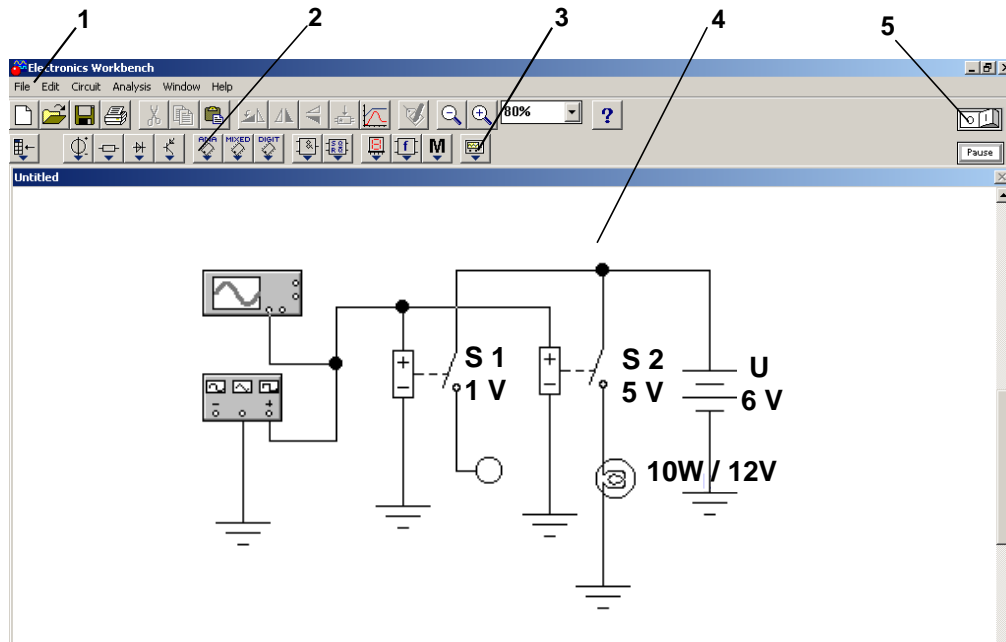 1 2 3 5
Electronics Workbench
File Edit Circuit Analysis Window Help
80% ?
ANA MIXED DIGIT M
Pause
Untitled
4
S 1
1 V
S 2
5 V
U
6 V
10W / 12V